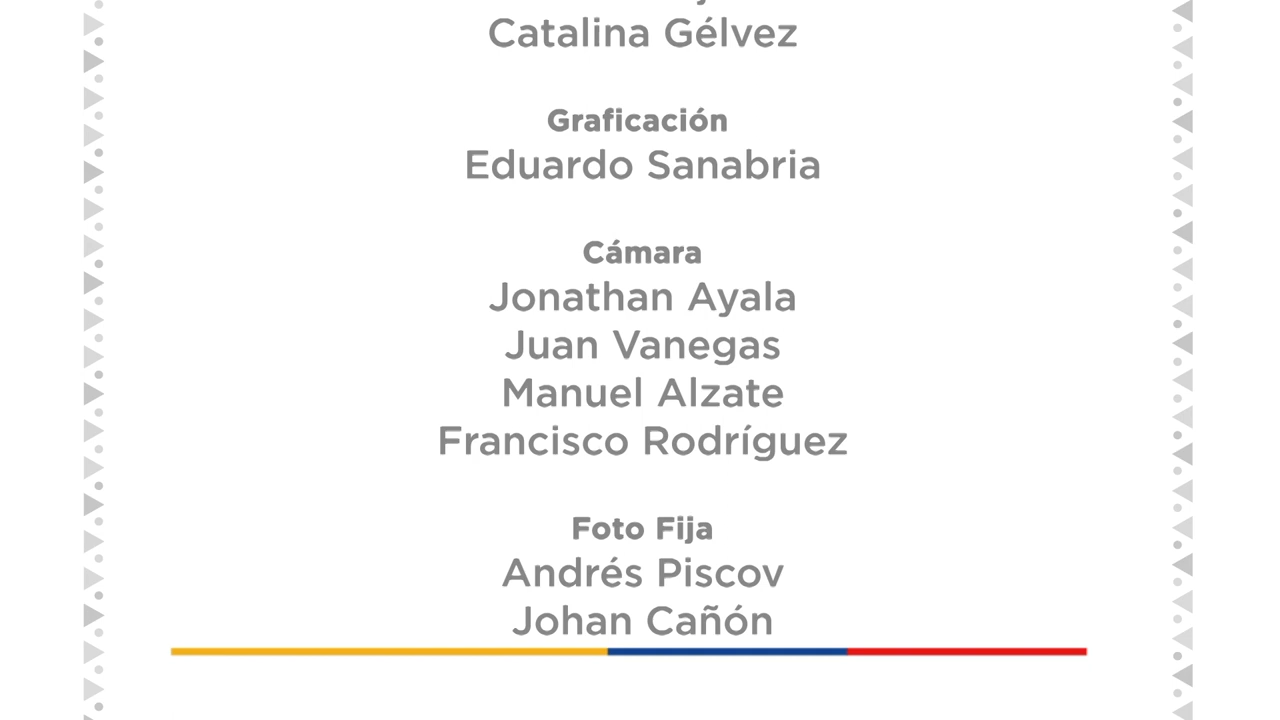 Catalina Gélvez
Graficación
Eduardo Sanabria
Cámara
Jonathan Ayala
Juan Vanegas
Manuel Alzate
Francisco Rodríguez
Foto Fija
Andrés Piscov
Johan Cañón